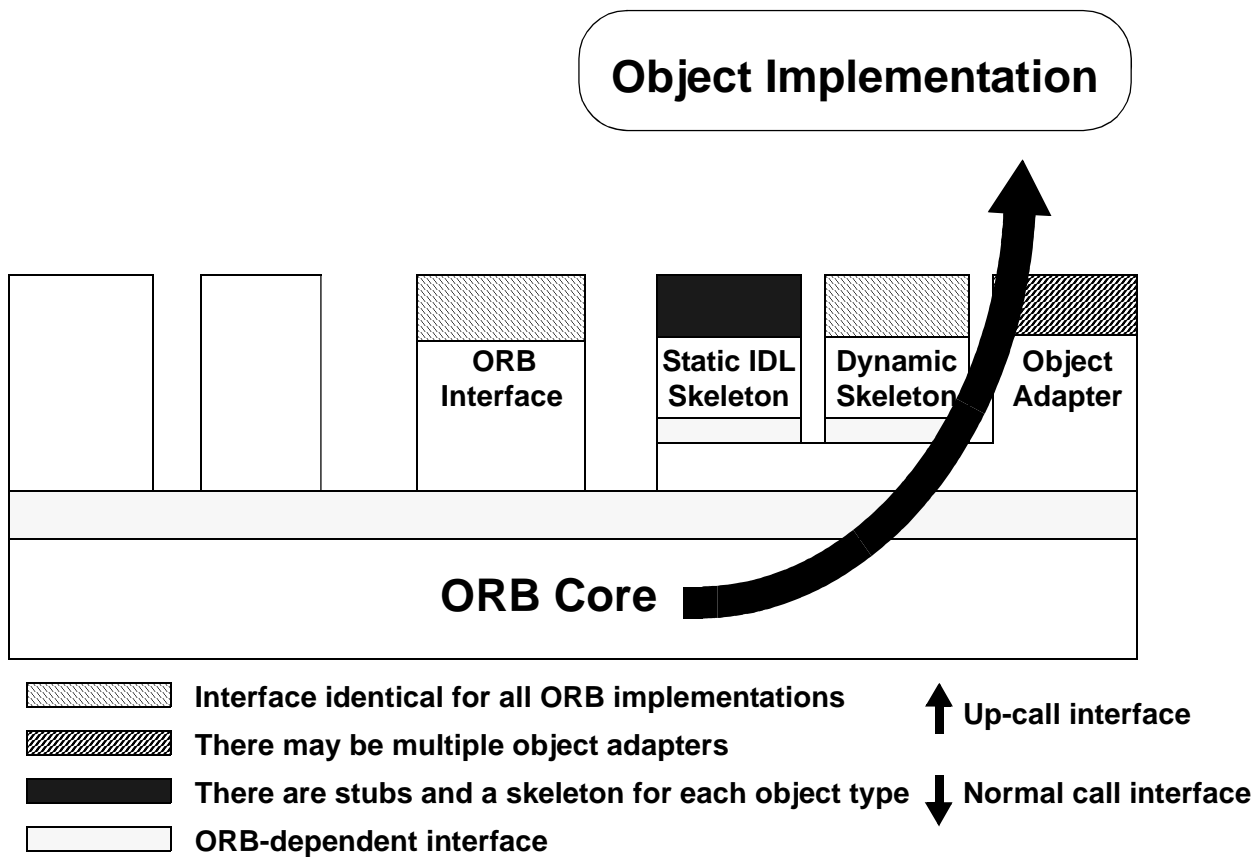 Object Implementation
ORB
Interface
Static IDL
Skeleton
Dynamic
Skeleton
Object
Adapter
ORB Core
Interface identical for all ORB implementations
There may be multiple object adapters
There are stubs and a skeleton for each object type
ORB-dependent interface
Up-call interface
Normal call interface